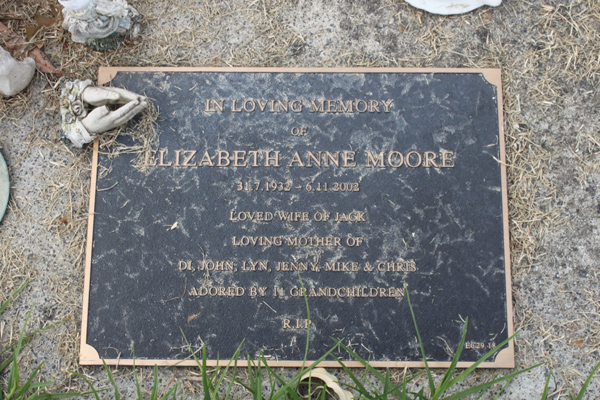 IN LOVING MEMORY
OF
ELIZABETH ANNE MOORE
31.7.1932 - 6.11.2002
LOVED WIFE OF JACK
LOVING MOTHER OF
DI, JOHN, LYN, JENNY, MIKE & CHRIS
ADORED BY 11 GRANDCHILDREN
R.I.P.